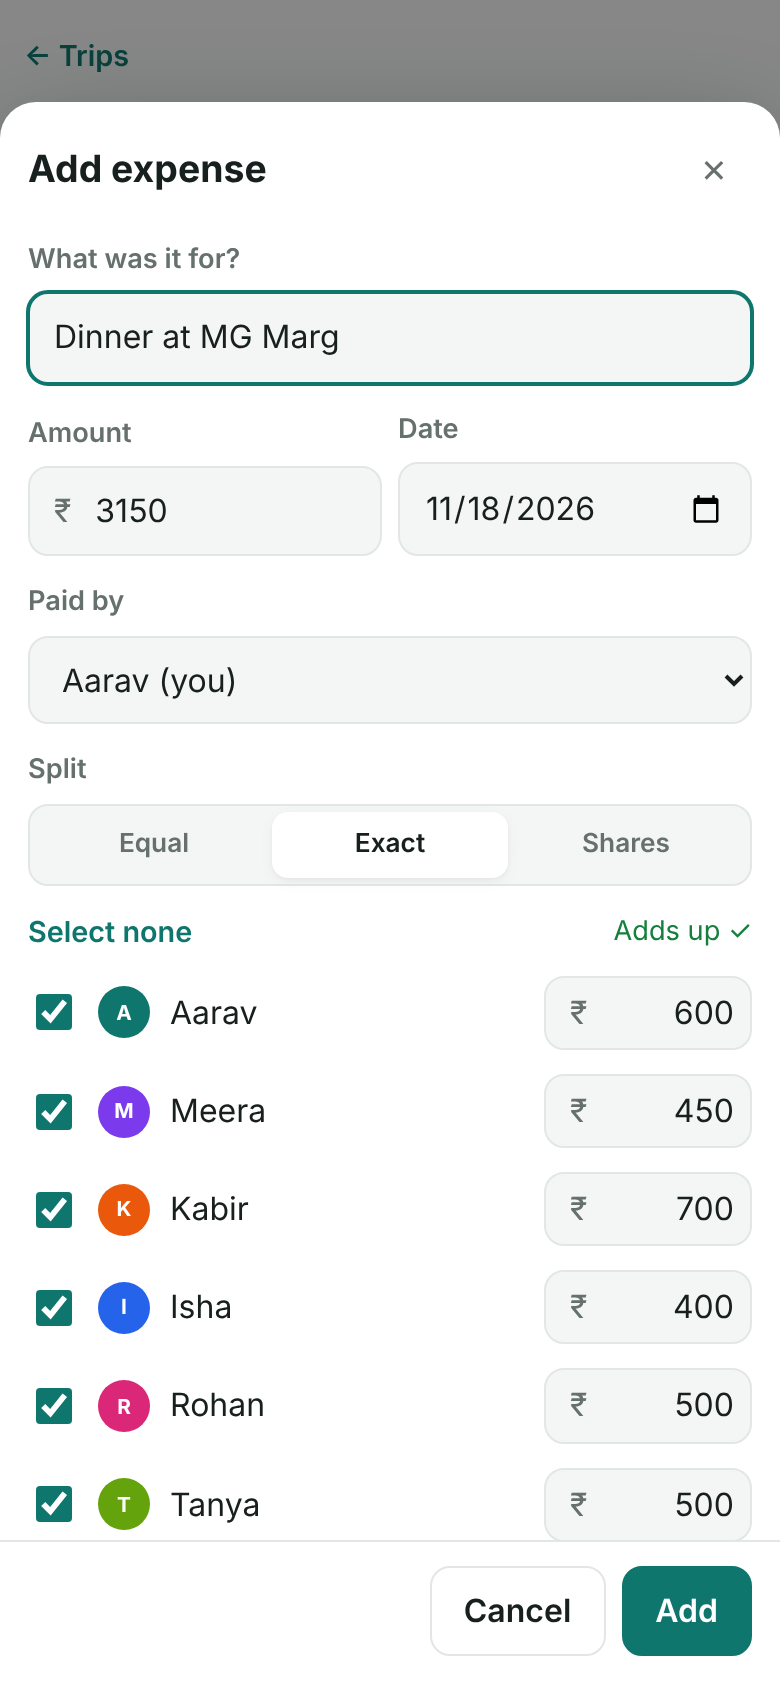 ← Trips
Add expense ×
What was it for?
Dinner at MG Marg
Amount Date
₹ 3150 11/18/2026
Paid by
Aarav (you)
Split
Equal Exact Shares
Select none Adds up ✓
A Aarav ₹ 600
M Meera ₹ 450
K Kabir ₹ 700
I Isha ₹ 400
R Rohan ₹ 500
T Tanya ₹ 500
Cancel Add